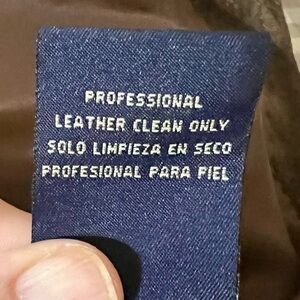 PROFESSIONAL
LEATHER CLEAN ONLY
SOLO LIMPIEZA EN SECO
PROFESIONAL PARA PIEL